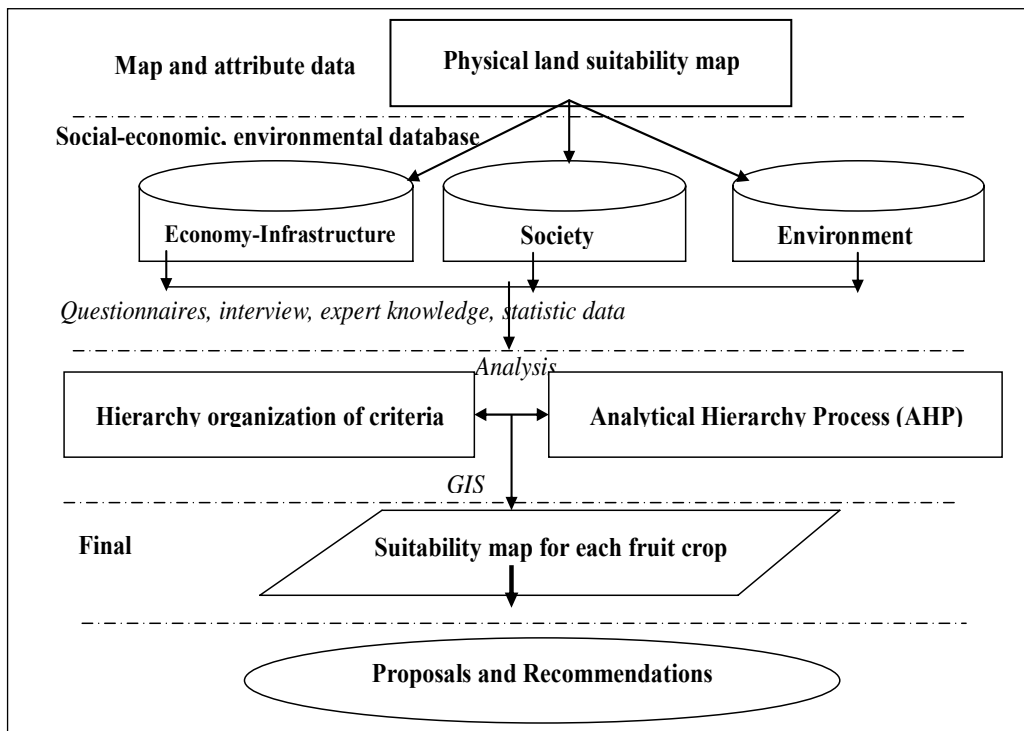 Physical land suitability map
Map and attribute data
Social-economic, environmental database
Economy-Infrastructure
Society
Environment
Questionnaires, interview, expert knowledge, statistic data
Analysis
Hierarchy organization of criteria
Analytical Hierarchy Process (AHP)
GIS
Final
Suitability map for each fruit crop
Proposals and Recommendations